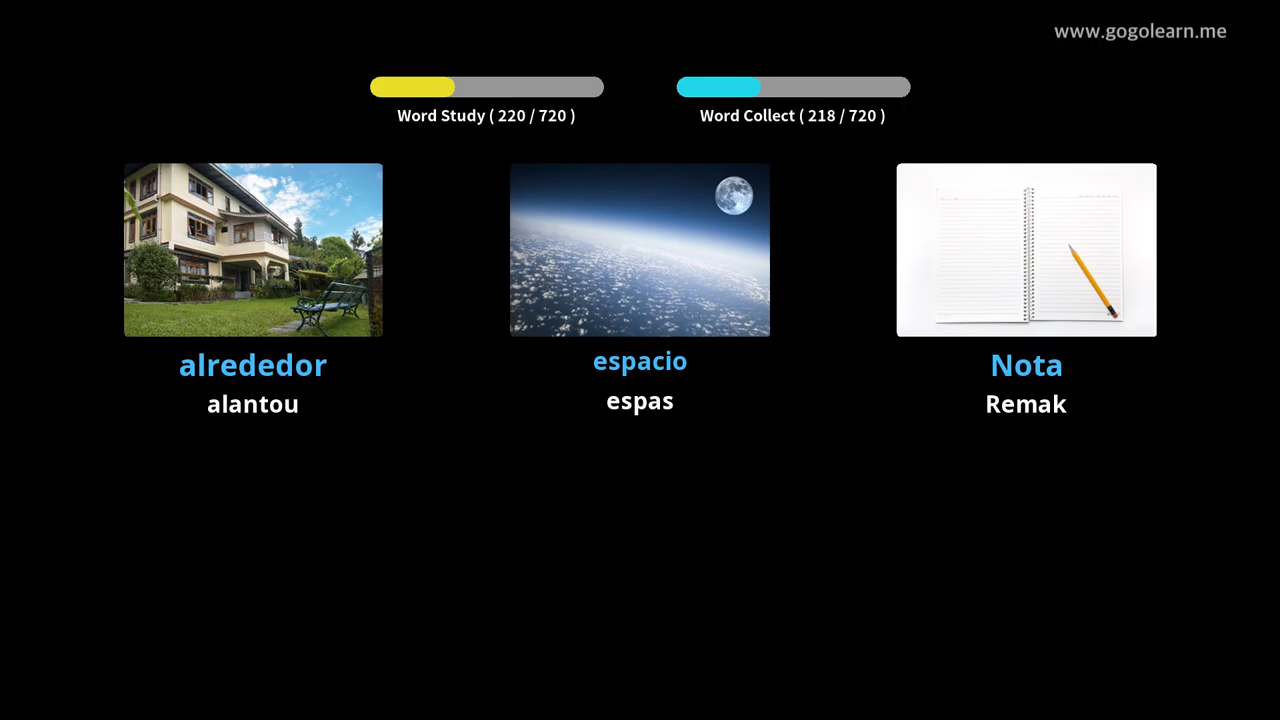 www.gogolearn.me
Word Study ( 220 / 720 )
Word Collect ( 218 / 720 )
alrededor
alantou
espacio
espas
Nota
Remak